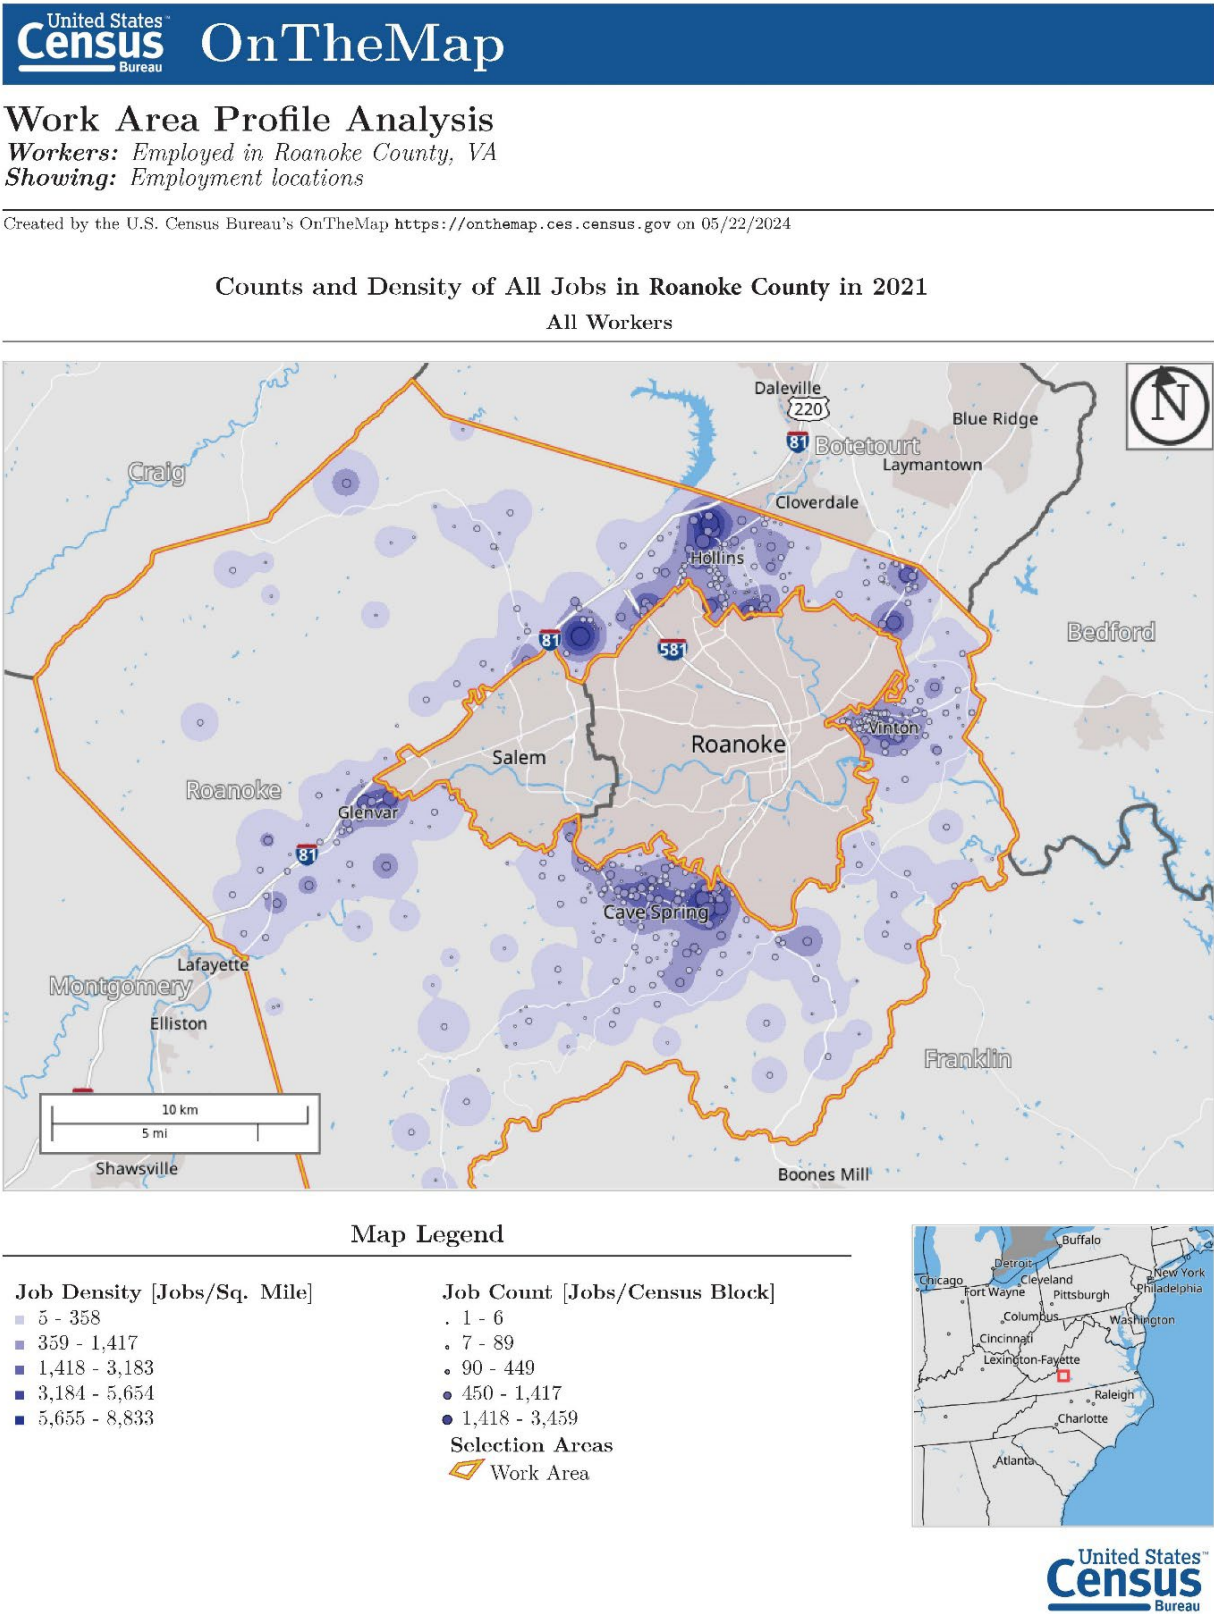 United States™
Census
Bureau
OnTheMap
Work Area Profile Analysis
Workers: Employed in Roanoke County, VA
Showing: Employment locations
Created by the U.S. Census Bureau's OnTheMap https://onthemap.ces.census.gov on 05/22/2024
Counts and Density of All Jobs in Roanoke County in 2021
All Workers
Daleville
220
N
Blue Ridge
81
Botetourt
Craig
Laymantown
Cloverdale
Hollins
Bedford
81
581
Vinton
Roanoke
Salem
Roanoke
Glenvar
81
Cave Spring
Lafayette
Montgomery
Elliston
Franklin
10 km
5 mi
Shawsville
Boones Mill
Map Legend
Job Density [Jobs/Sq. Mile]
5 - 358
359 - 1,417
1,418 - 3,183
3,184 - 5,654
5,655 - 8,833
Job Count [Jobs/Census Block]
1 - 6
7 - 89
90 - 449
450 - 1,417
1,418 - 3,459
Selection Areas
Work Area
Buffalo
Detroit
Chicago
Cleveland
New York
Fort Wayne
Pittsburgh
Philadelphia
Columbus
Washington
Cincinnati
Lexington-Fayette
Raleigh
Charlotte
Atlanta
United States™
Census
Bureau